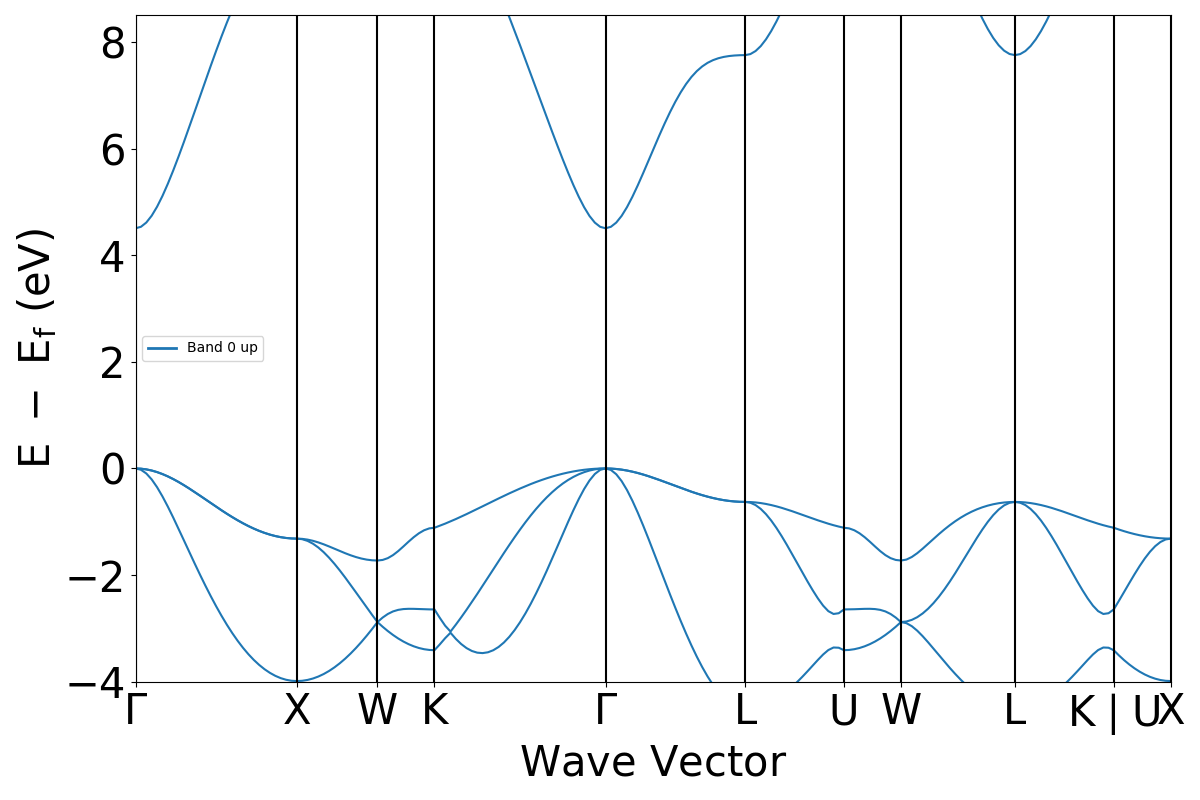 E − E_f (eV)
8
6
4
2
0
−2
−4
Band 0 up
Γ X W K Γ L U W L K | U X
Wave Vector